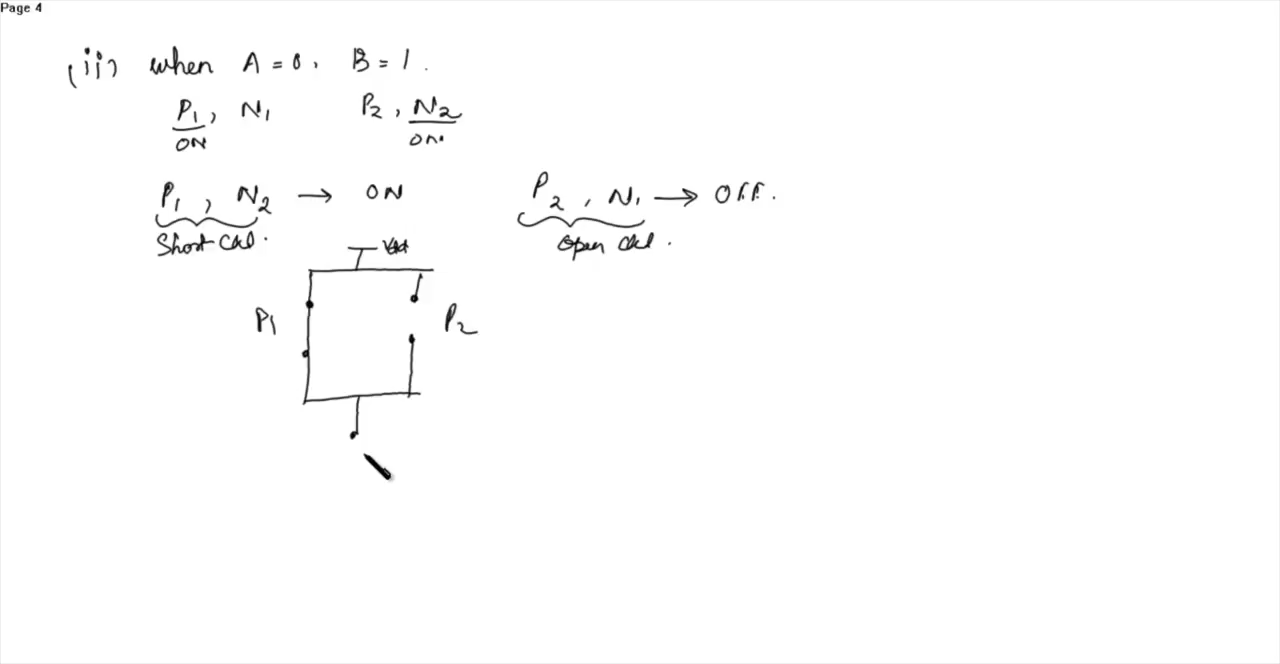 Page 4
(ii) when A = 0, B = 1.
P1, N1 P2, N2
ON ON
P1, N2 → ON P2, N1 → OFF.
Short Ckt. Open Ckt.
Vdd
P1 P2